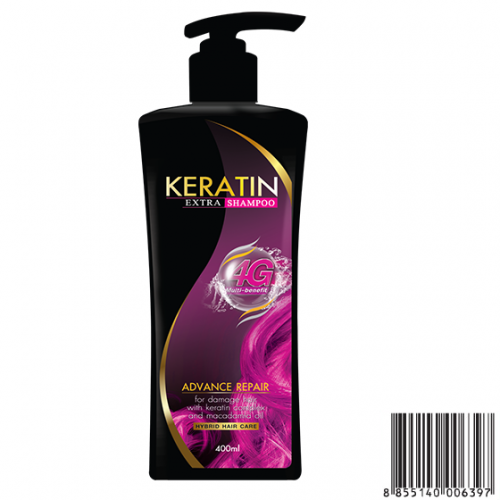 KERATIN
EXTRA SHAMPOO
4G
Multi-benefit
ADVANCE REPAIR
for damage hair
with keratin complex
and macadamia oil
HYBRID HAIR CARE
400ml
8 855140 006397